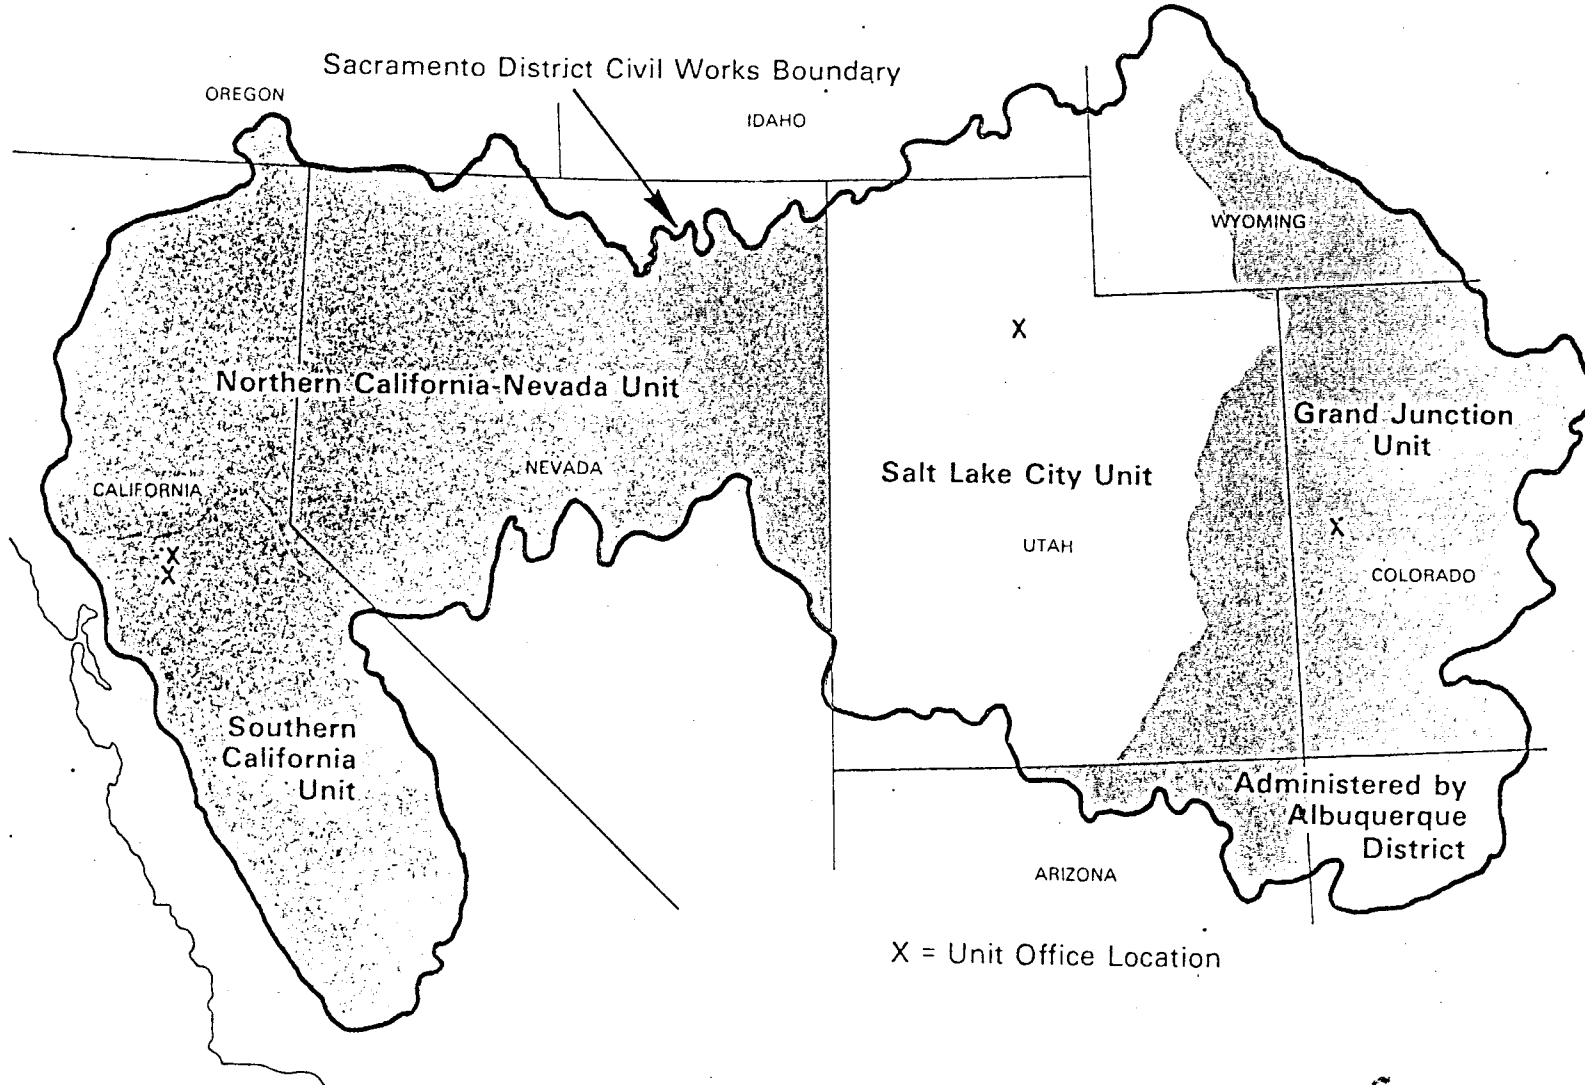 Sacramento District Civil Works Boundary
OREGON
IDAHO
WYOMING
X
Northern California-Nevada Unit
Grand Junction
Unit
NEVADA
Salt Lake City Unit
CALIFORNIA
X
UTAH
X
X
COLORADO
Southern
California
Unit
Administered by
Albuquerque
District
ARIZONA
X = Unit Office Location